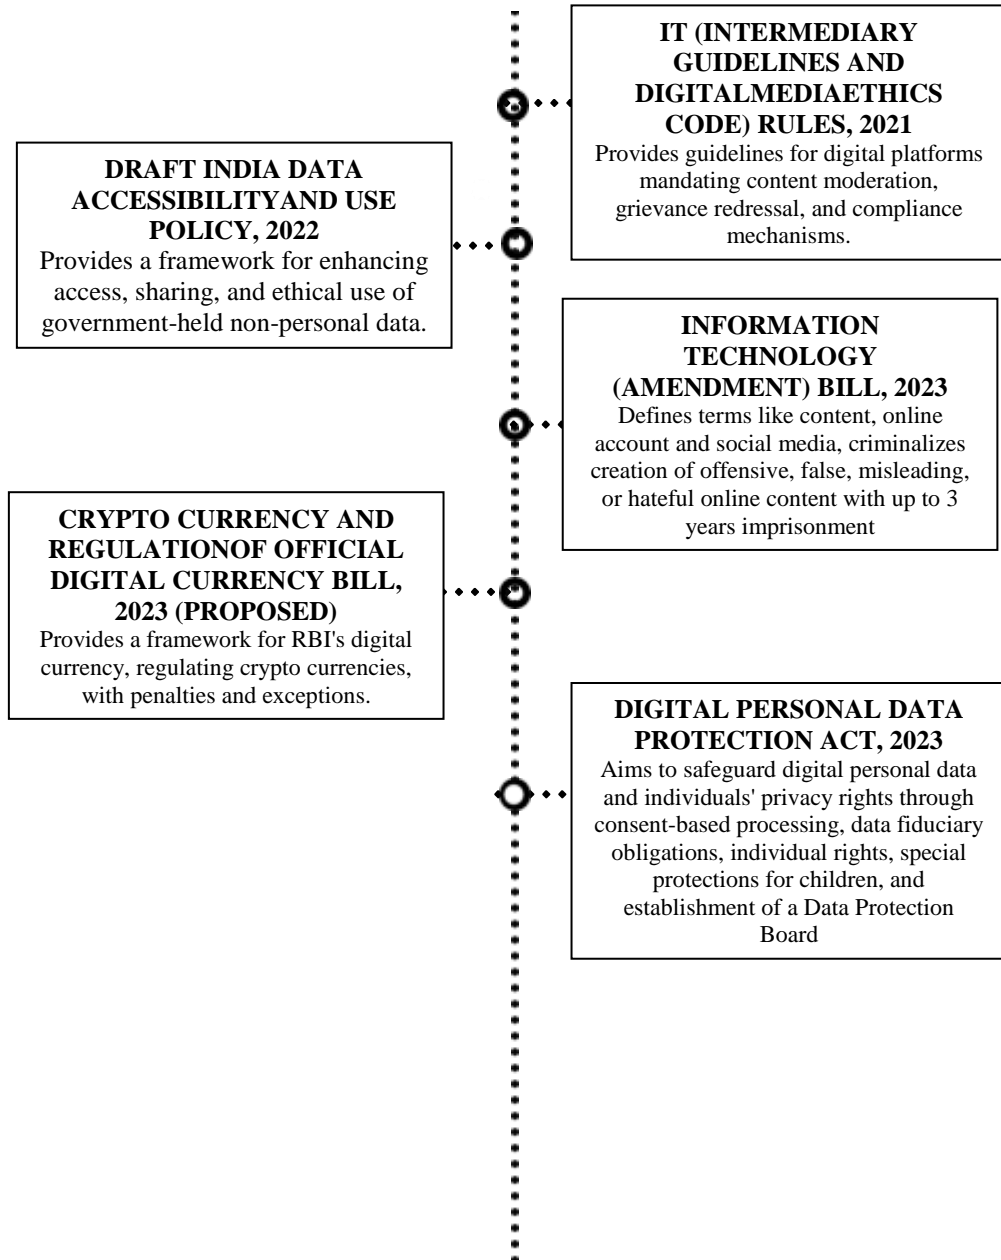 IT (INTERMEDIARY
GUIDELINES AND
DIGITALMEDIAETHICS
CODE) RULES, 2021
Provides guidelines for digital platforms
mandating content moderation,
grievance redressal, and compliance
mechanisms.
DRAFT INDIA DATA
ACCESSIBILITYAND USE
POLICY, 2022
Provides a framework for enhancing
access, sharing, and ethical use of
government-held non-personal data.
INFORMATION
TECHNOLOGY
(AMENDMENT) BILL, 2023
Defines terms like content, online
account and social media, criminalizes
creation of offensive, false, misleading,
or hateful online content with up to 3
years imprisonment
CRYPTO CURRENCY AND
REGULATIONOF OFFICIAL
DIGITAL CURRENCY BILL,
2023 (PROPOSED)
Provides a framework for RBI's digital
currency, regulating crypto currencies,
with penalties and exceptions.
DIGITAL PERSONAL DATA
PROTECTION ACT, 2023
Aims to safeguard digital personal data
and individuals' privacy rights through
consent-based processing, data fiduciary
obligations, individual rights, special
protections for children, and
establishment of a Data Protection
Board